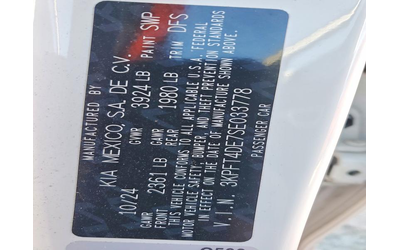 MANUFACTURED BY
KIA MEXICO, S.A. DE C.V.
10/24 GVWR 3924 LB PAINT SWP
GAWR FRONT 2361 LB GAWR REAR 1980 LB TRIM DFS
THIS VEHICLE CONFORMS TO ALL APPLICABLE U.S.A. FEDERAL
MOTOR VEHICLE SAFETY, BUMPER, AND THEFT PREVENTION STANDARDS
IN EFFECT ON THE DATE OF MANUFACTURE SHOWN ABOVE.
V.I.N. 3KPFT4DE7SE033778
PASSENGER CAR